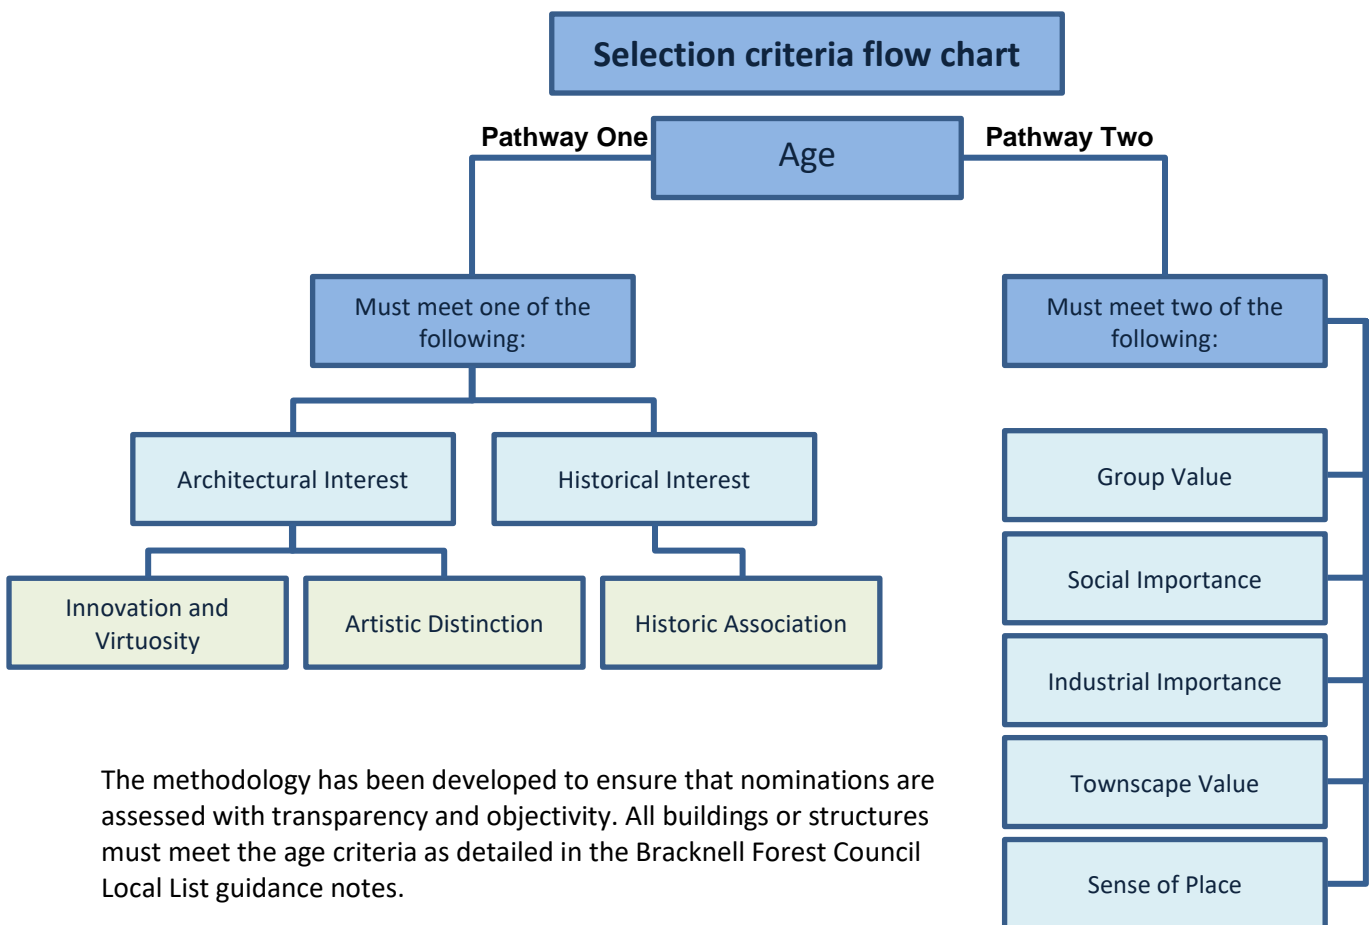 Selection criteria flow chart
Pathway One
Age
Pathway Two
Must meet one of the
following:
Must meet two of the
following:
Architectural Interest
Historical Interest
Innovation and
Virtuosity
Artistic Distinction
Historic Association
Group Value
Social Importance
Industrial Importance
Townscape Value
Sense of Place
The methodology has been developed to ensure that nominations are
assessed with transparency and objectivity. All buildings or structures
must meet the age criteria as detailed in the Bracknell Forest Council
Local List guidance notes.